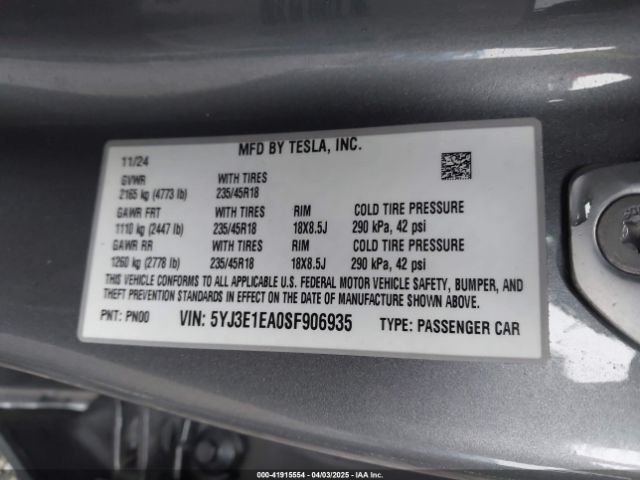 MFD BY TESLA, INC.
11/24
GVWR WITH TIRES
2165 kg (4773 lb) 235/45R18
GAWR FRT WITH TIRES RIM COLD TIRE PRESSURE
1110 kg (2447 lb) 235/45R18 18X8.5J 290 kPa, 42 psi
GAWR RR WITH TIRES RIM COLD TIRE PRESSURE
1260 kg (2778 lb) 235/45R18 18X8.5J 290 kPa, 42 psi
THIS VEHICLE CONFORMS TO ALL APPLICABLE U.S. FEDERAL MOTOR VEHICLE SAFETY, BUMPER, AND
THEFT PREVENTION STANDARDS IN EFFECT ON THE DATE OF MANUFACTURE SHOWN ABOVE.
PNT: PN00 VIN: 5YJ3E1EA0SF906935 TYPE: PASSENGER CAR
000-41915554 - 04/03/2025 - IAA Inc.